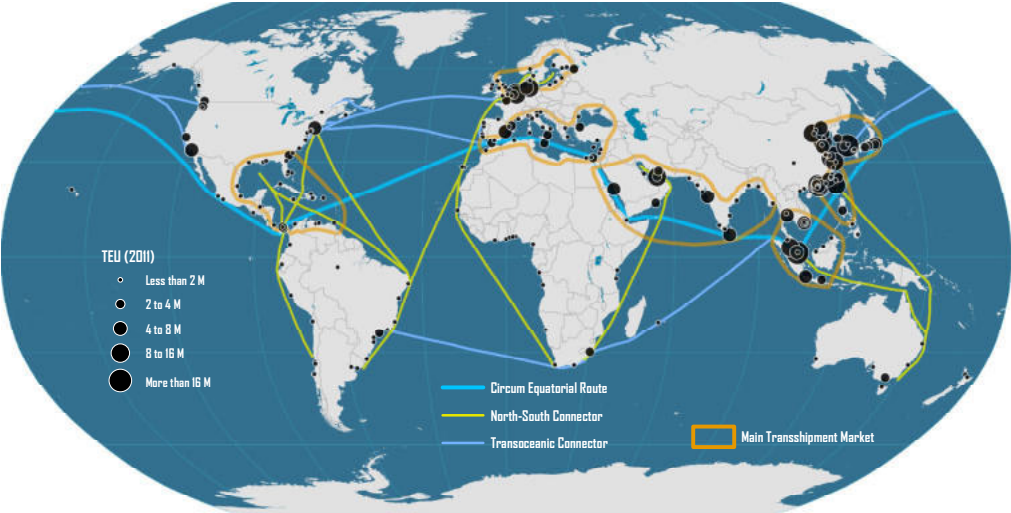 TEU (2011)
Less than 2 M
2 to 4 M
4 to 8 M
8 to 16 M
More than 16 M
Circum Equatorial Route
North-South Connector
Transoceanic Connector
Main Transshipment Market